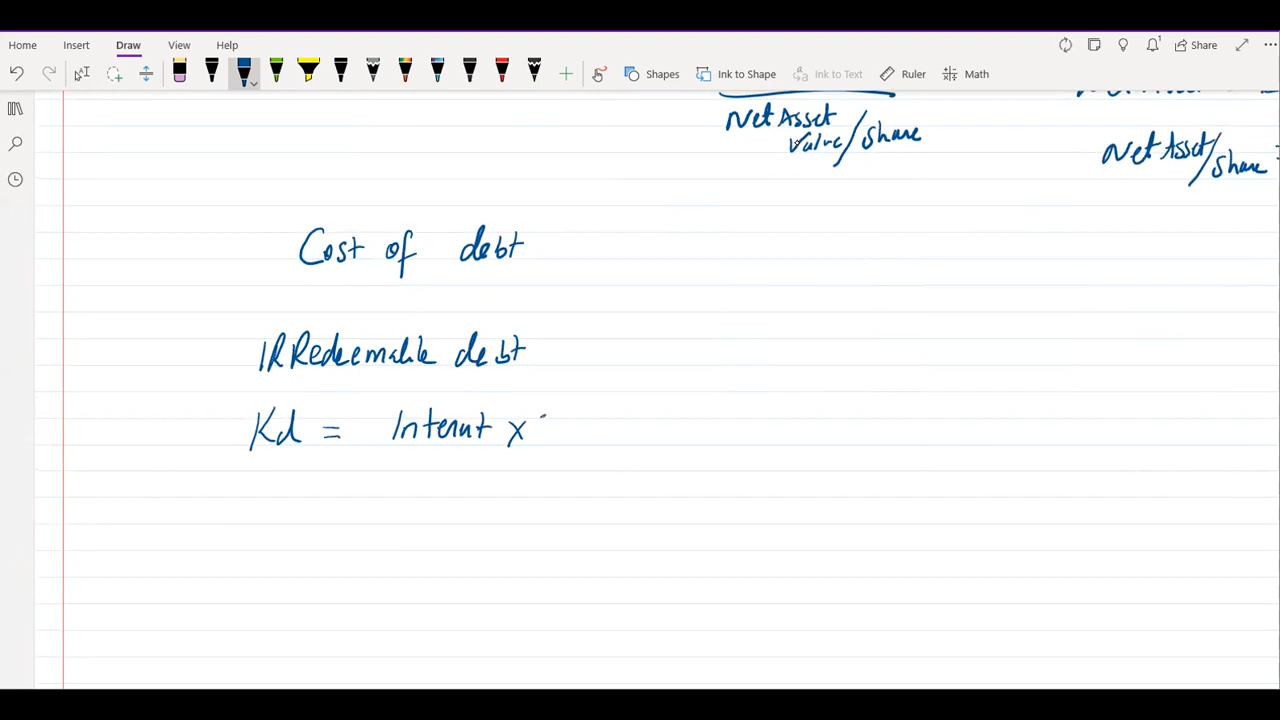 Home Insert Draw View Help
1
Share
Shapes Ink to Shape Ink to Text Ruler Math
Net Asset
Value/Share
Net Asset/Share =
Cost of debt
IRRedeemable debt
Kd = Interest x